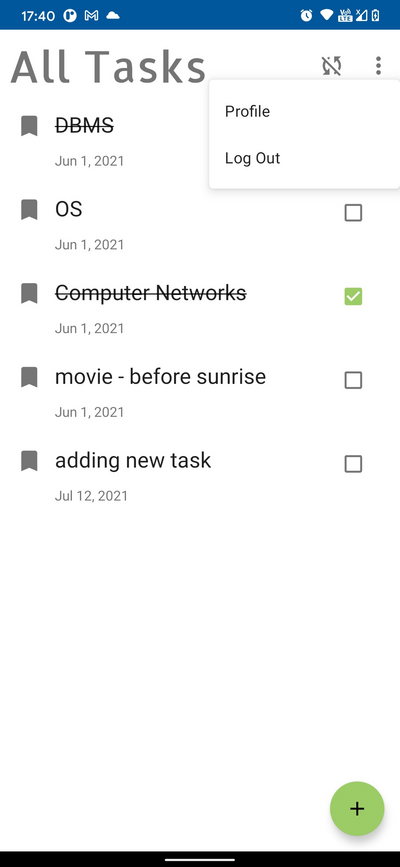 17:40
All Tasks
Profile
Log Out
DBMS
Jun 1, 2021
OS
Jun 1, 2021
Computer Networks
Jun 1, 2021
movie - before sunrise
Jun 1, 2021
adding new task
Jul 12, 2021